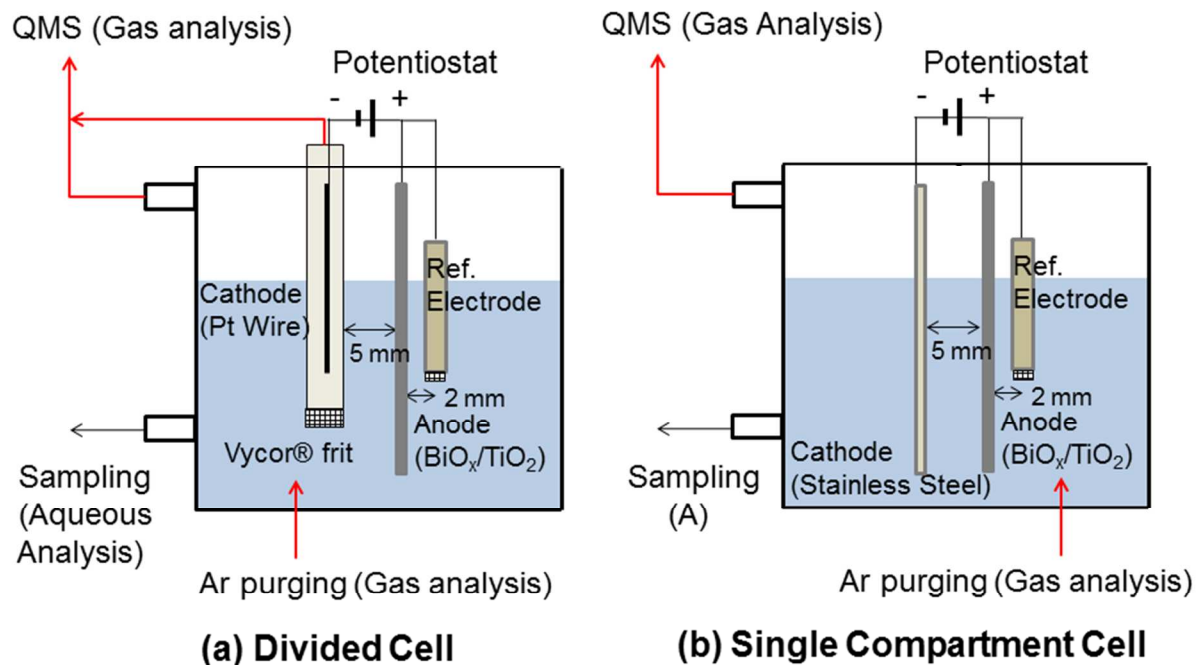 QMS (Gas analysis)
Potentiostat
- +
Cathode
(Pt Wire)
Ref.
Electrode
5 mm
2 mm
Anode
(BiOₓ/TiO₂)
Vycor® frit
Sampling
(Aqueous
Analysis)
Ar purging (Gas analysis)
(a) Divided Cell
QMS (Gas Analysis)
Potentiostat
- +
Ref.
Electrode
5 mm
2 mm
Anode
(BiOₓ/TiO₂)
Cathode
(Stainless Steel)
Sampling
(A)
Ar purging (Gas analysis)
(b) Single Compartment Cell